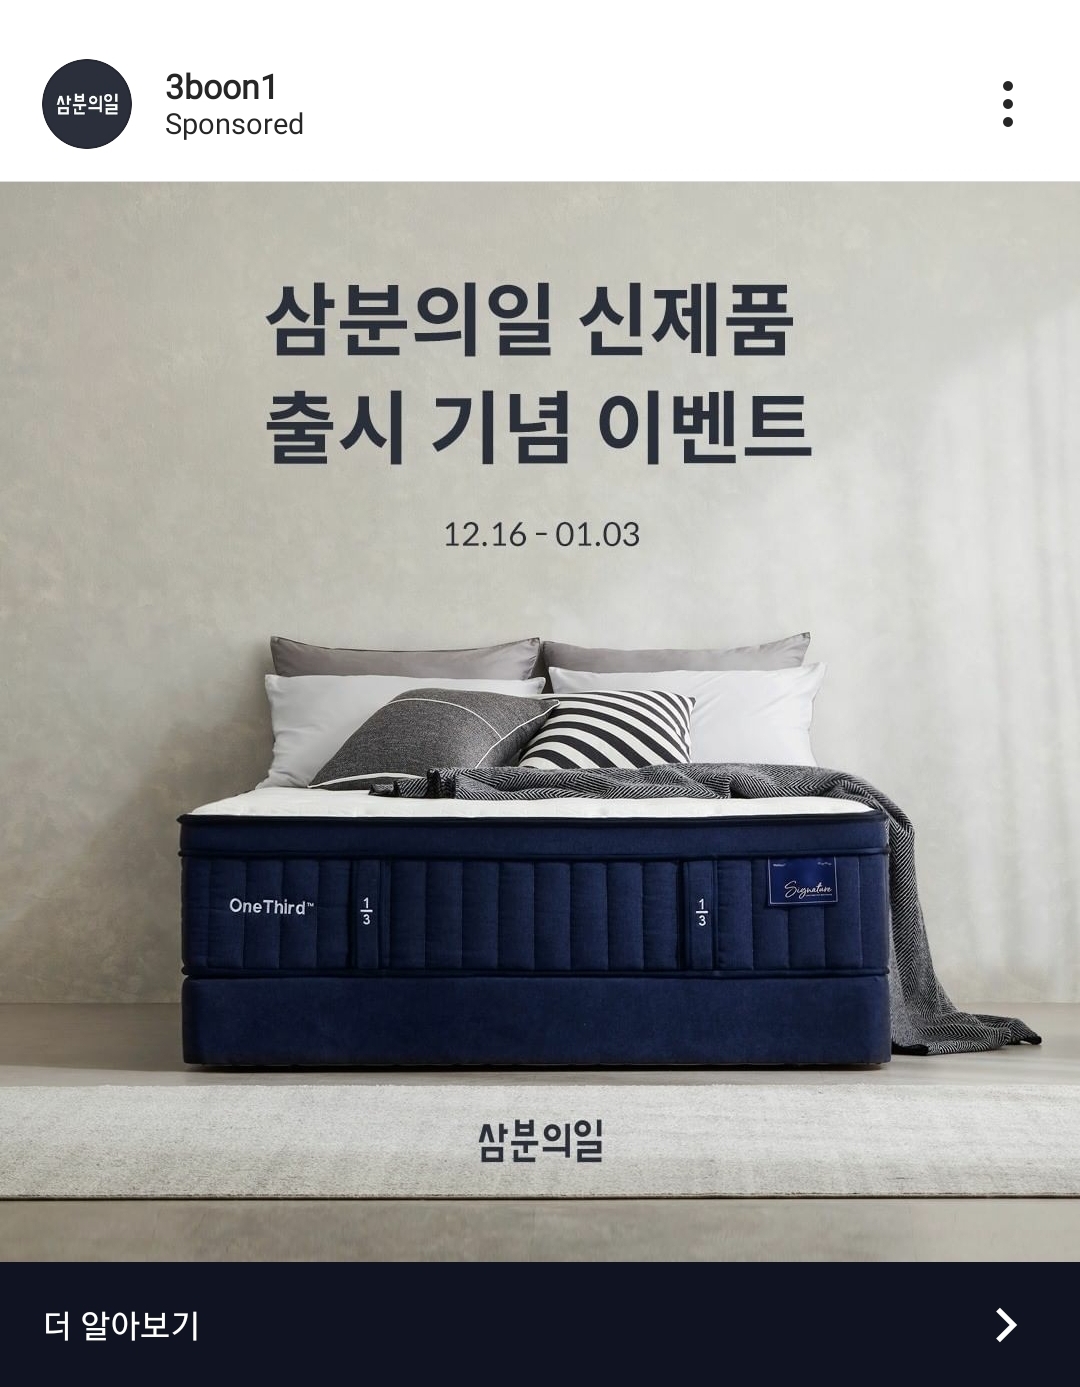 삼분의일
3boon1
Sponsored
삼분의일 신제품
출시 기념 이벤트
12.16 - 01.03
OneThird™
1
3
1
3
Signature
삼분의일
더 알아보기